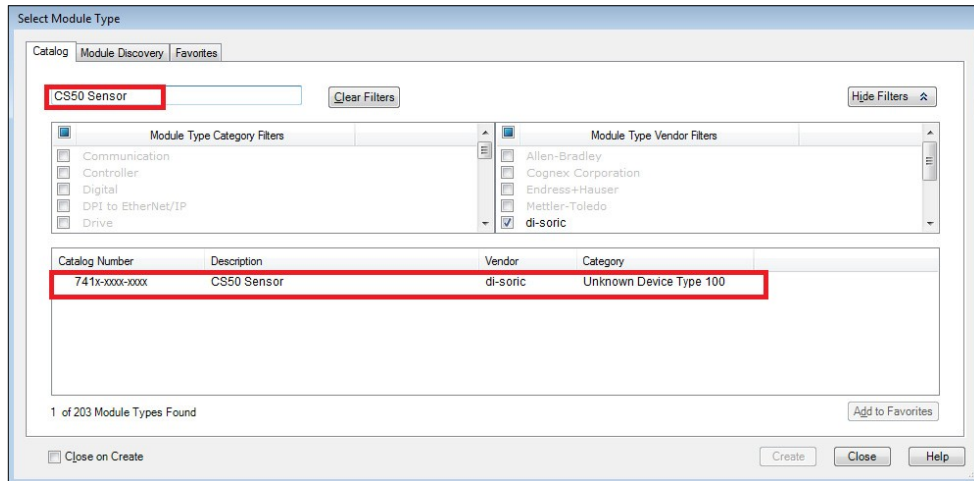 Select Module Type
Catalog Module Discovery Favorites
CS50 Sensor Clear Filters Hide Filters
Module Type Category Filters Module Type Vendor Filters
Communication Allen-Bradley
Controller Cognex Corporation
Digital Endress+Hauser
DPI to EtherNet/IP Mettler-Toledo
Drive di-soric
Catalog Number Description Vendor Category
741x-xxxx-xxxx CS50 Sensor di-soric Unknown Device Type 100
1 of 203 Module Types Found Add to Favorites
Close on Create Create Close Help